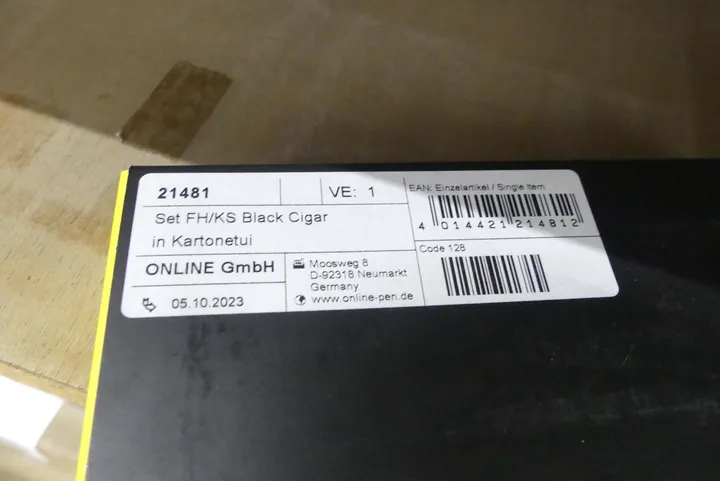 21481
VE: 1
Set FH/KS Black Cigar
in Kartonetui
ONLINE GmbH
05.10.2023
Moosweg 8
D-92318 Neumarkt
Germany
www.online-pen.de
EAN: Einzelartikel / Single Item
4 014421 214812
Code 128